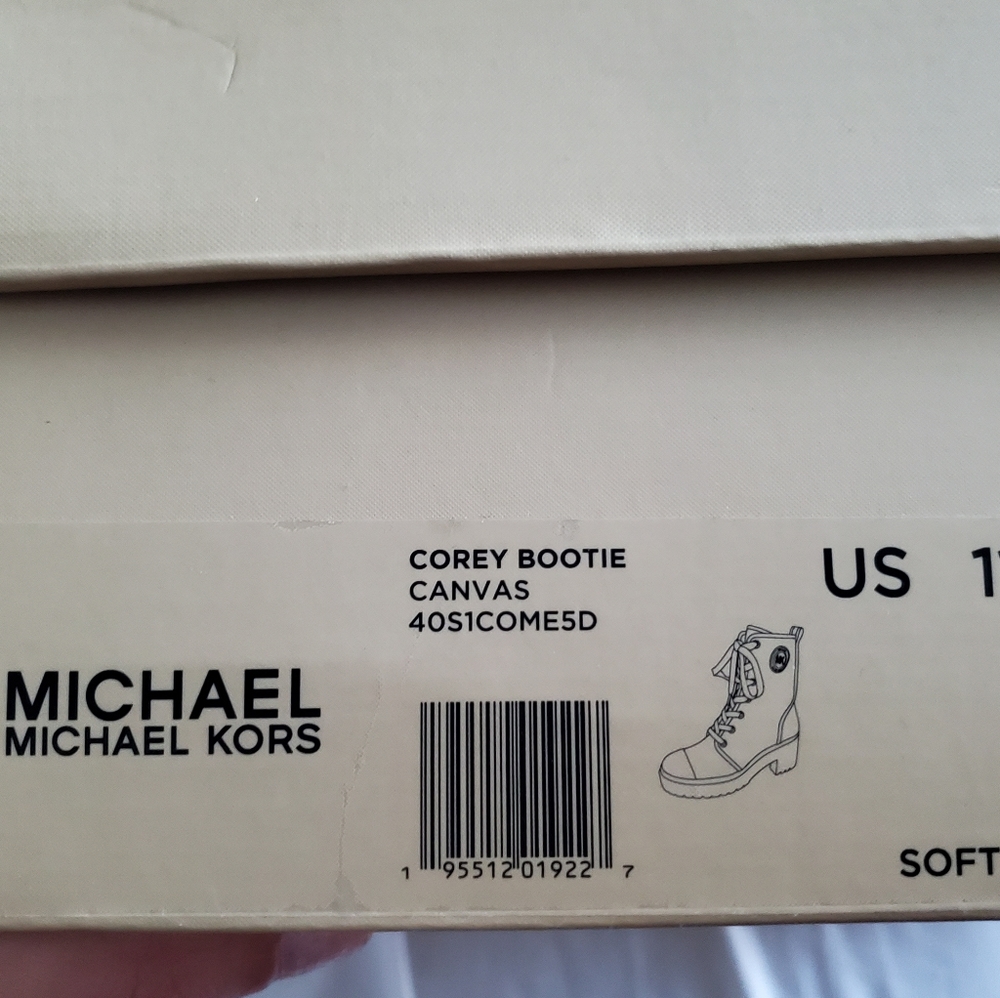 COREY BOOTIE
CANVAS
40S1COME5D
US
MICHAEL
MICHAEL KORS
1 95512 01922 7
SOFT